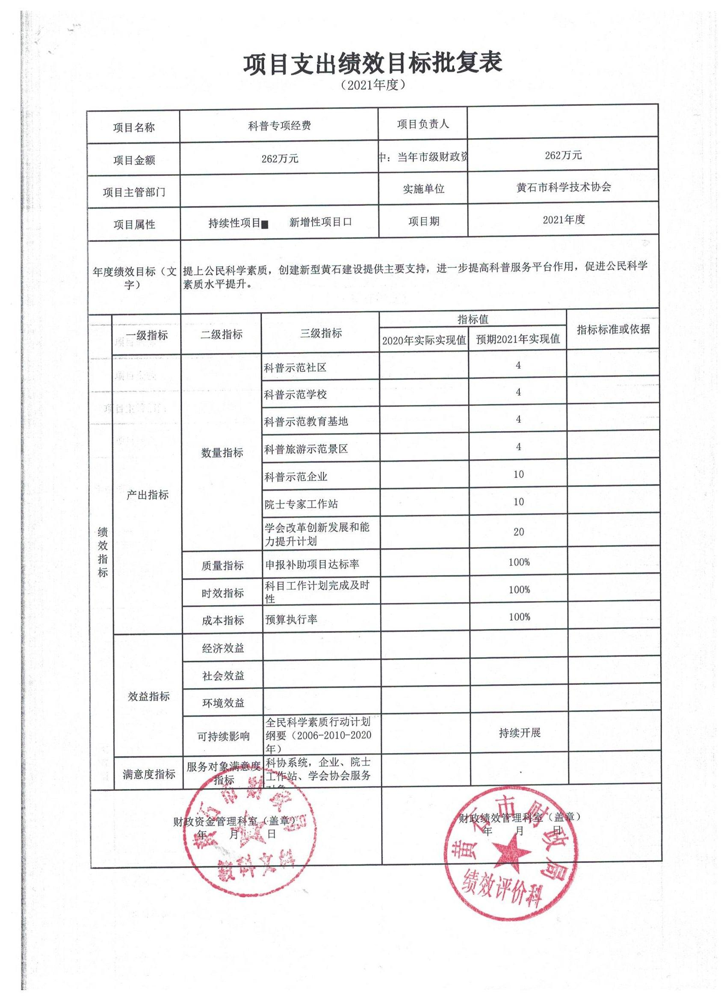 项目支出绩效目标批复表
（2021年度）
项目名称 科普专项经费 项目负责人
项目金额 262万元 中：当年市级财政资 262万元
项目主管部门 实施单位 黄石市科学技术协会
项目属性 持续性项目■ 新增性项目口 项目期 2021年度
年度绩效目标（文
字）
提上公民科学素质，创建新型黄石建设提供主要支持，进一步提高科普服务平台作用，促进公民科学
素质水平提升。
绩效指标
一级指标 二级指标 三级指标 指标值 指标标准或依据
2020年实际实现值 预期2021年实现值
产出指标
数量指标
科普示范社区 4
科普示范学校 4
科普示范教育基地 4
科普旅游示范景区 4
科普示范企业 10
院士专家工作站 10
学会改革创新发展和能
力提升计划
20
质量指标 申报补助项目达标率 100%
时效指标
科目工作计划完成及时
性
100%
成本指标 预算执行率 100%
效益指标
经济效益
社会效益
环境效益
可持续影响
全民科学素质行动计划
纲要（2006-2010-2020
年）
持续开展
满意度指标
服务对象满意度
指标
科协系统，企业、院士
工作站、学会协会服务
财政资金管理科室（盖章）
年 月 日
黄石市财政局
教科文科
财政绩效管理科室（盖章）
年 月 日
黄石市财政局
绩效评价科